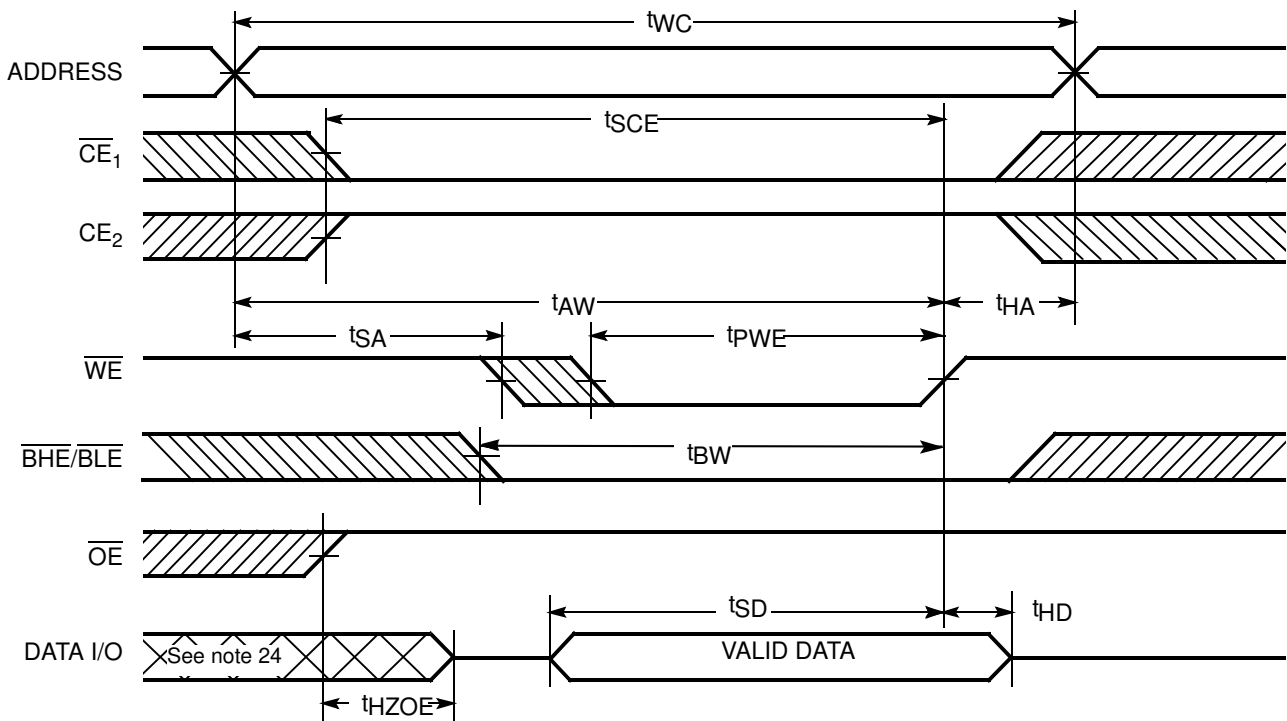 tWC
ADDRESS
tSCE
CE1
CE2
tAW
tHA
tSA
tPWE
WE
BHE/BLE
tBW
OE
tSD
tHD
DATA I/O
See note 24
VALID DATA
tHZOE